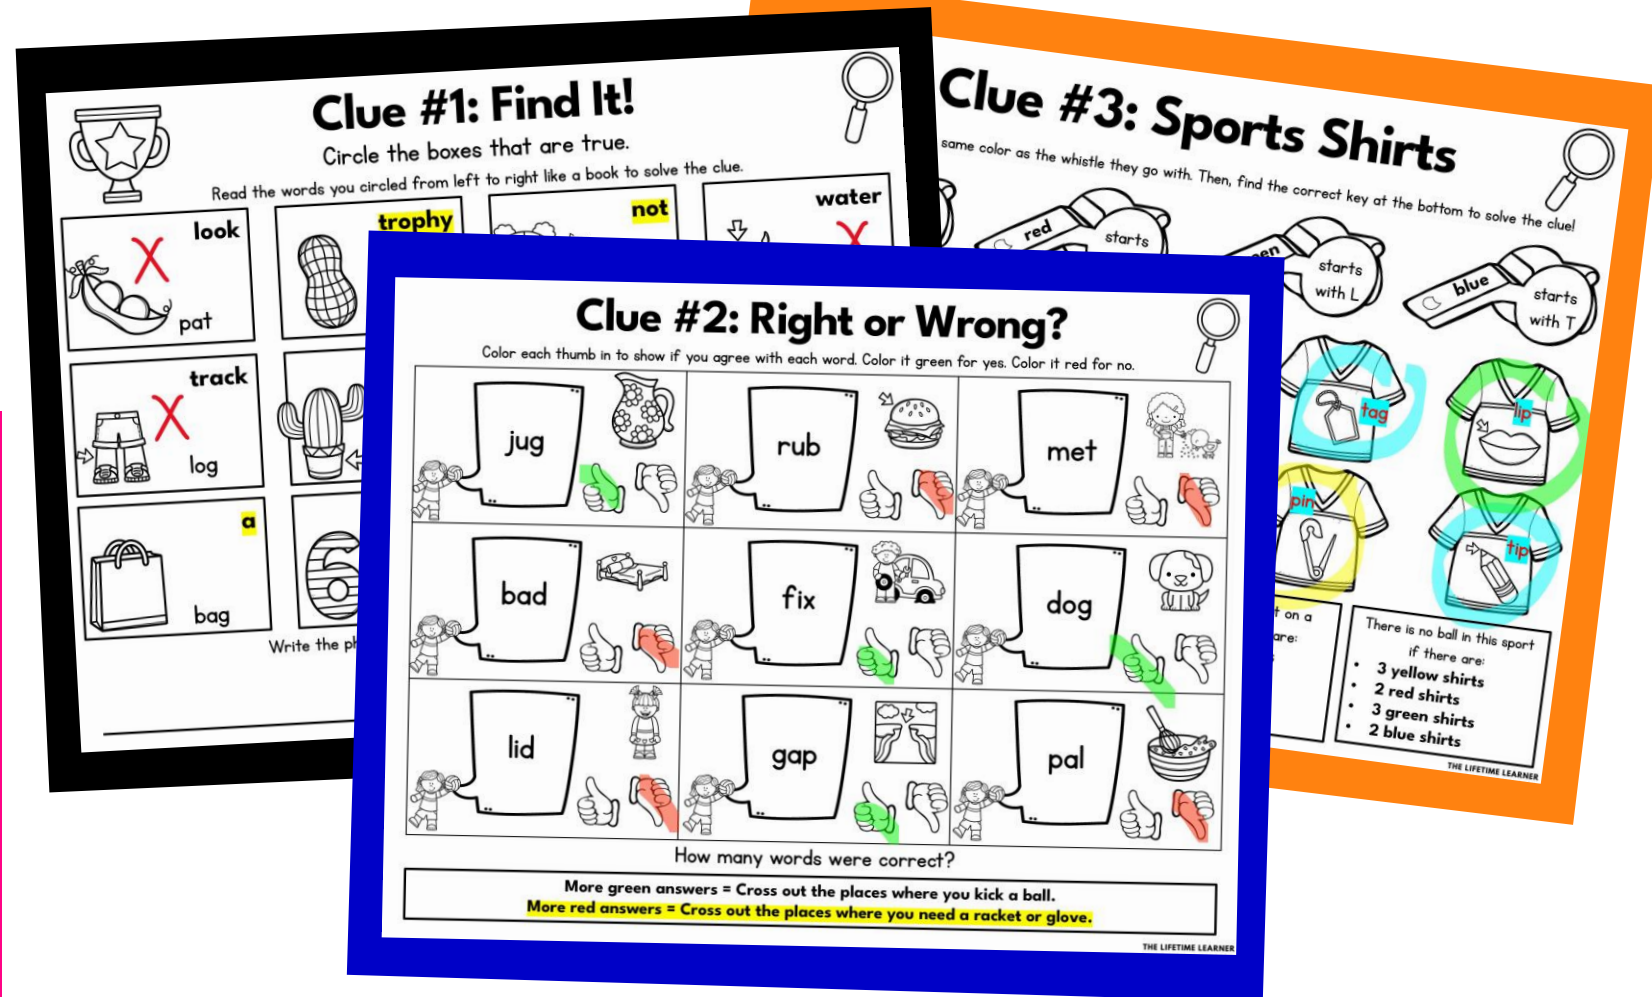 Clue #1: Find It!
Circle the boxes that are true.
Read the words you circled from left to right like a book to solve the clue.
look
pat
trophy
not
water
track
log
a
bag
Write the
Clue #2: Right or Wrong?
Color each thumb in to show if you agree with each word. Color it green for yes. Color it red for no.
jug
rub
met
bad
fix
dog
lid
gap
pal
How many words were correct?
More green answers = Cross out the places where you kick a ball.
More red answers = Cross out the places where you need a racket or glove.
THE LIFETIME LEARNER
Clue #3: Sports Shirts
same color as the whistle they go with. Then, find the correct key at the bottom to solve the clue!
red
starts
starts
with L
blue
starts
with T
tag
lip
pin
tip
on a
are:
There is no ball in this sport
if there are:
• 3 yellow shirts
• 2 red shirts
• 3 green shirts
• 2 blue shirts
THE LIFETIME LEARNER